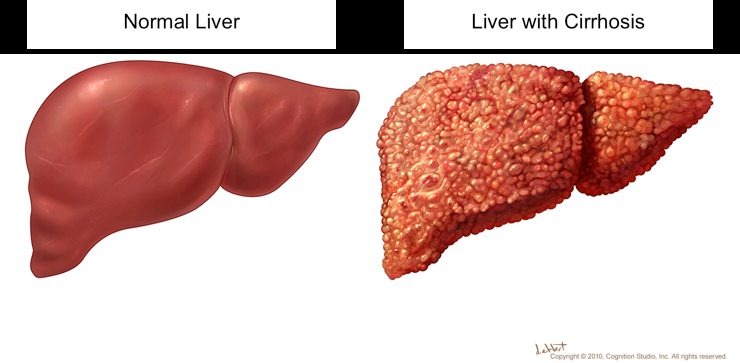 Normal Liver
Liver with Cirrhosis
Copyright © 2010, Cognition Studio, Inc. All rights reserved.